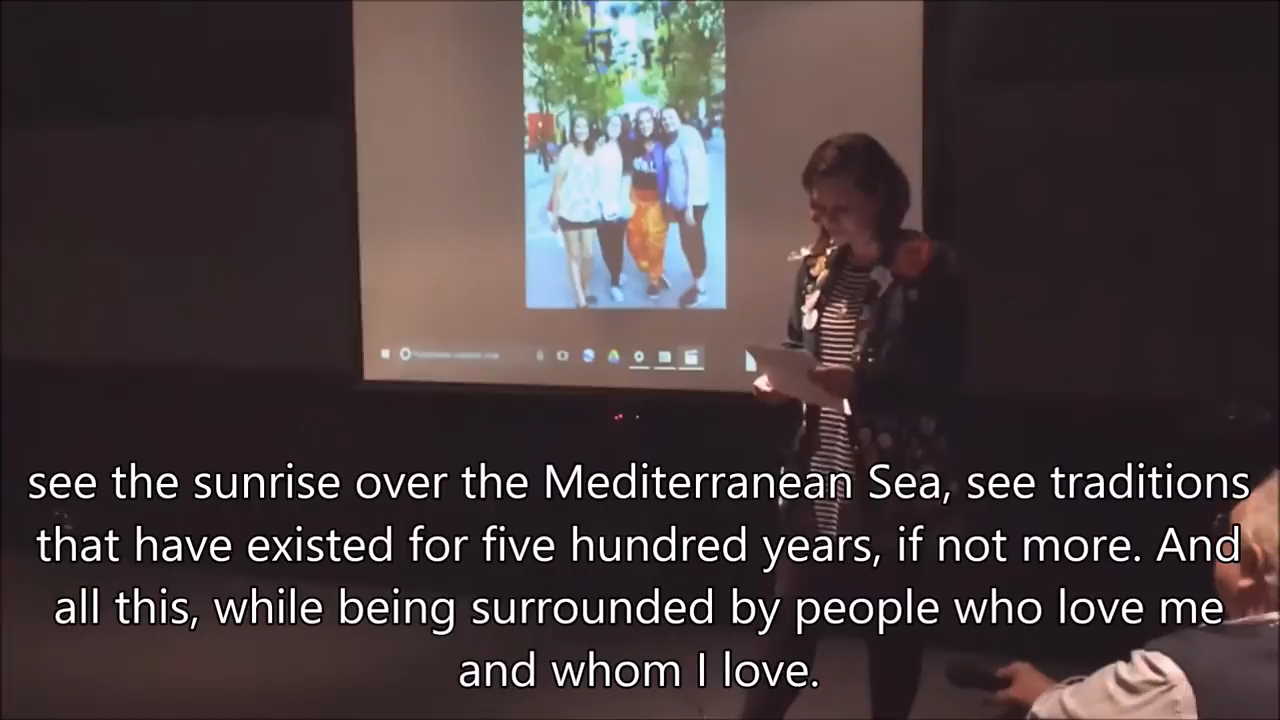 see the sunrise over the Mediterranean Sea, see traditions
that have existed for five hundred years, if not more. And
all this, while being surrounded by people who love me
and whom I love.